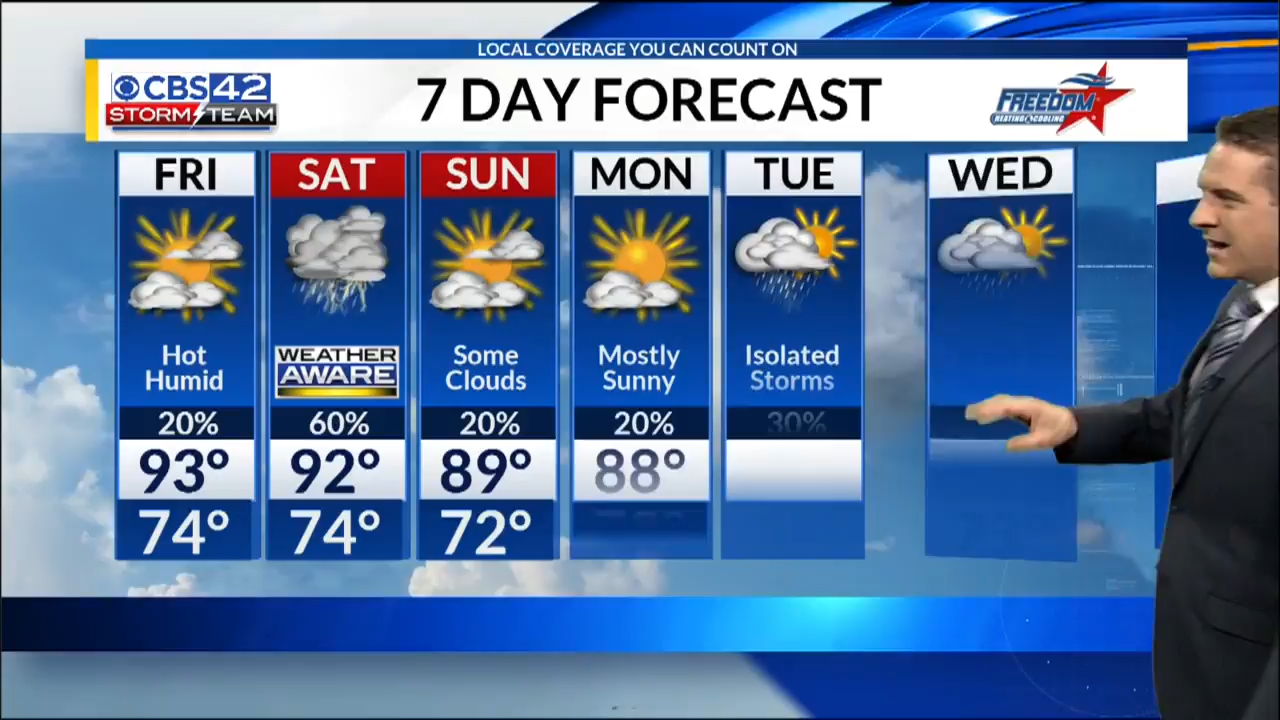 LOCAL COVERAGE YOU CAN COUNT ON
CBS 42
STORM TEAM
7 DAY FORECAST
FREEDOM
HEATING & COOLING
FRI
SAT
SUN
MON
TUE
WED
Hot
Humid
WEATHER
AWARE
Some
Clouds
Mostly
Sunny
Isolated
Storms
20%
60%
20%
20%
30%
93°
92°
89°
88°
74°
74°
72°